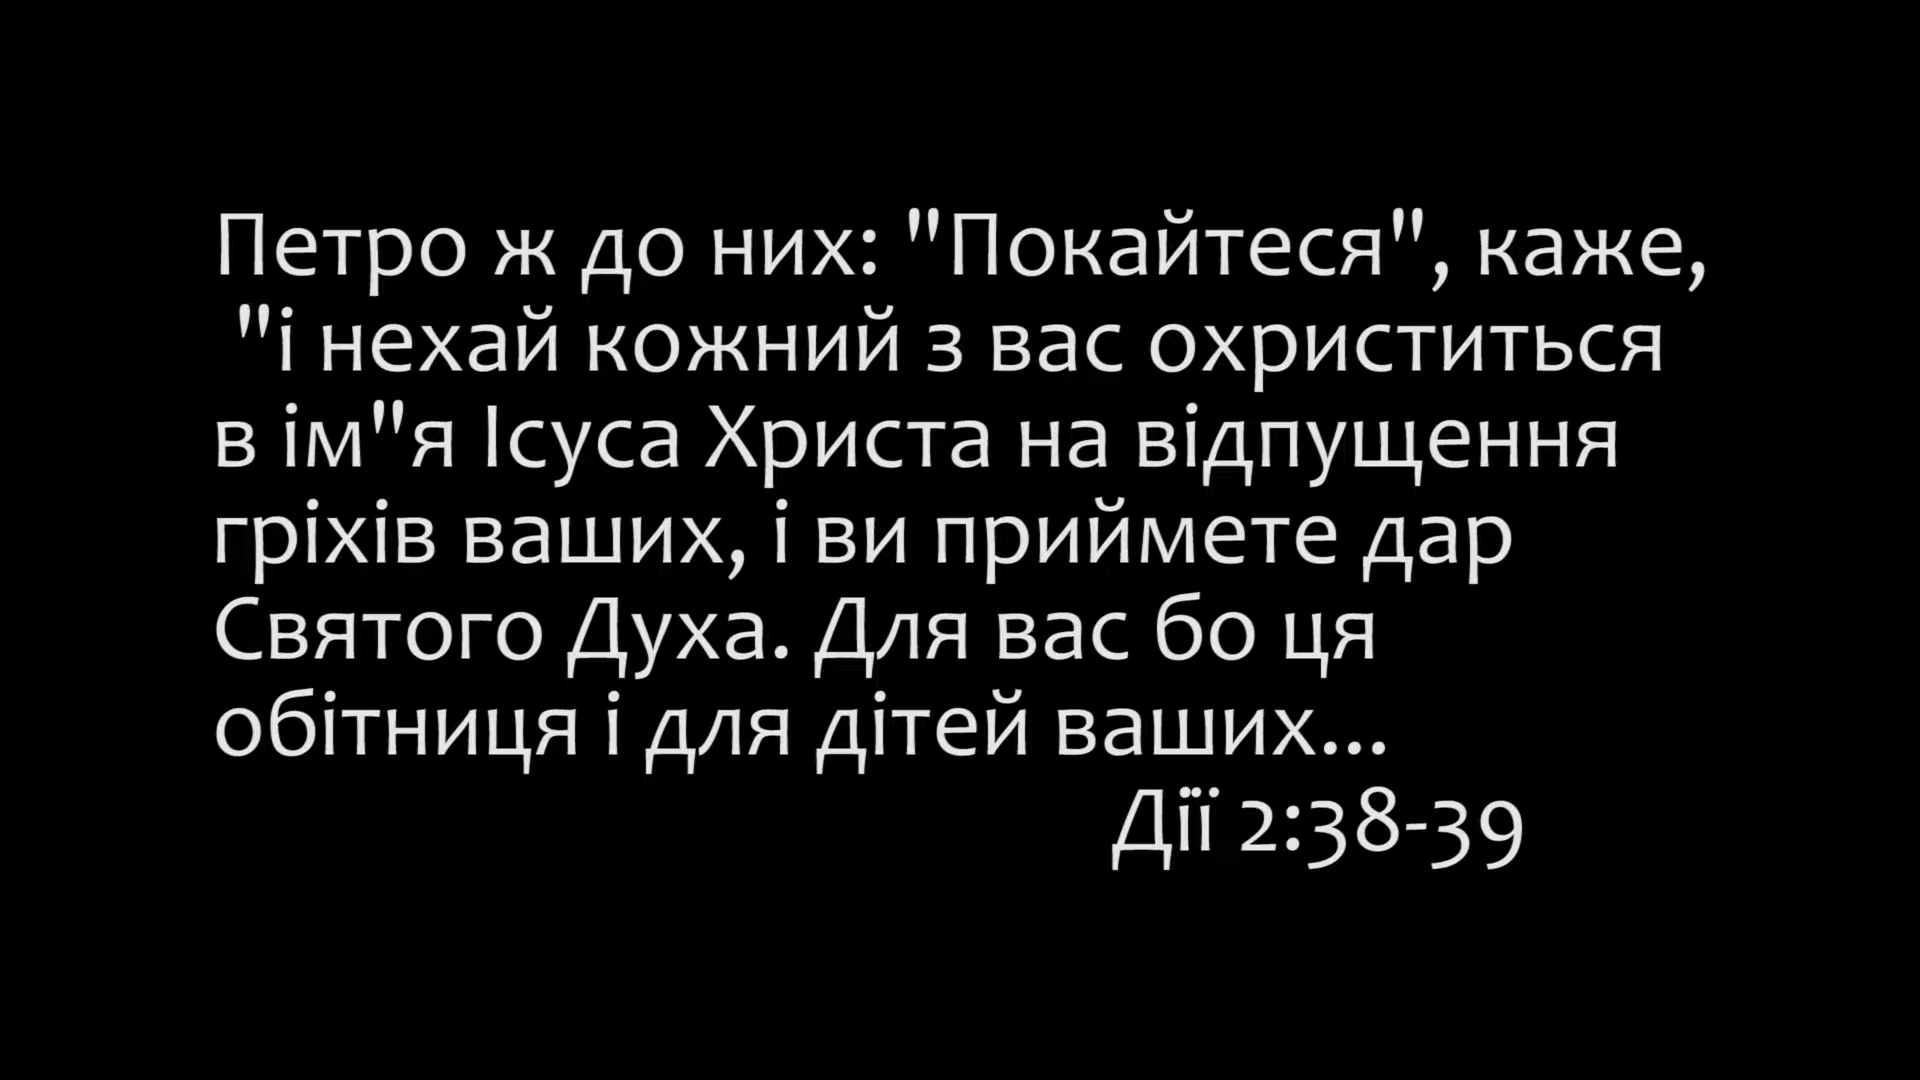 Петро ж до них: "Покайтеся", каже,
"і нехай кожний з вас охриститься
в ім"я Ісуса Христа на відпущення
гріхів ваших, і ви приймете дар
Святого Духа. Для вас бо ця
обітниця і для дітей ваших...
Дії 2:38-39